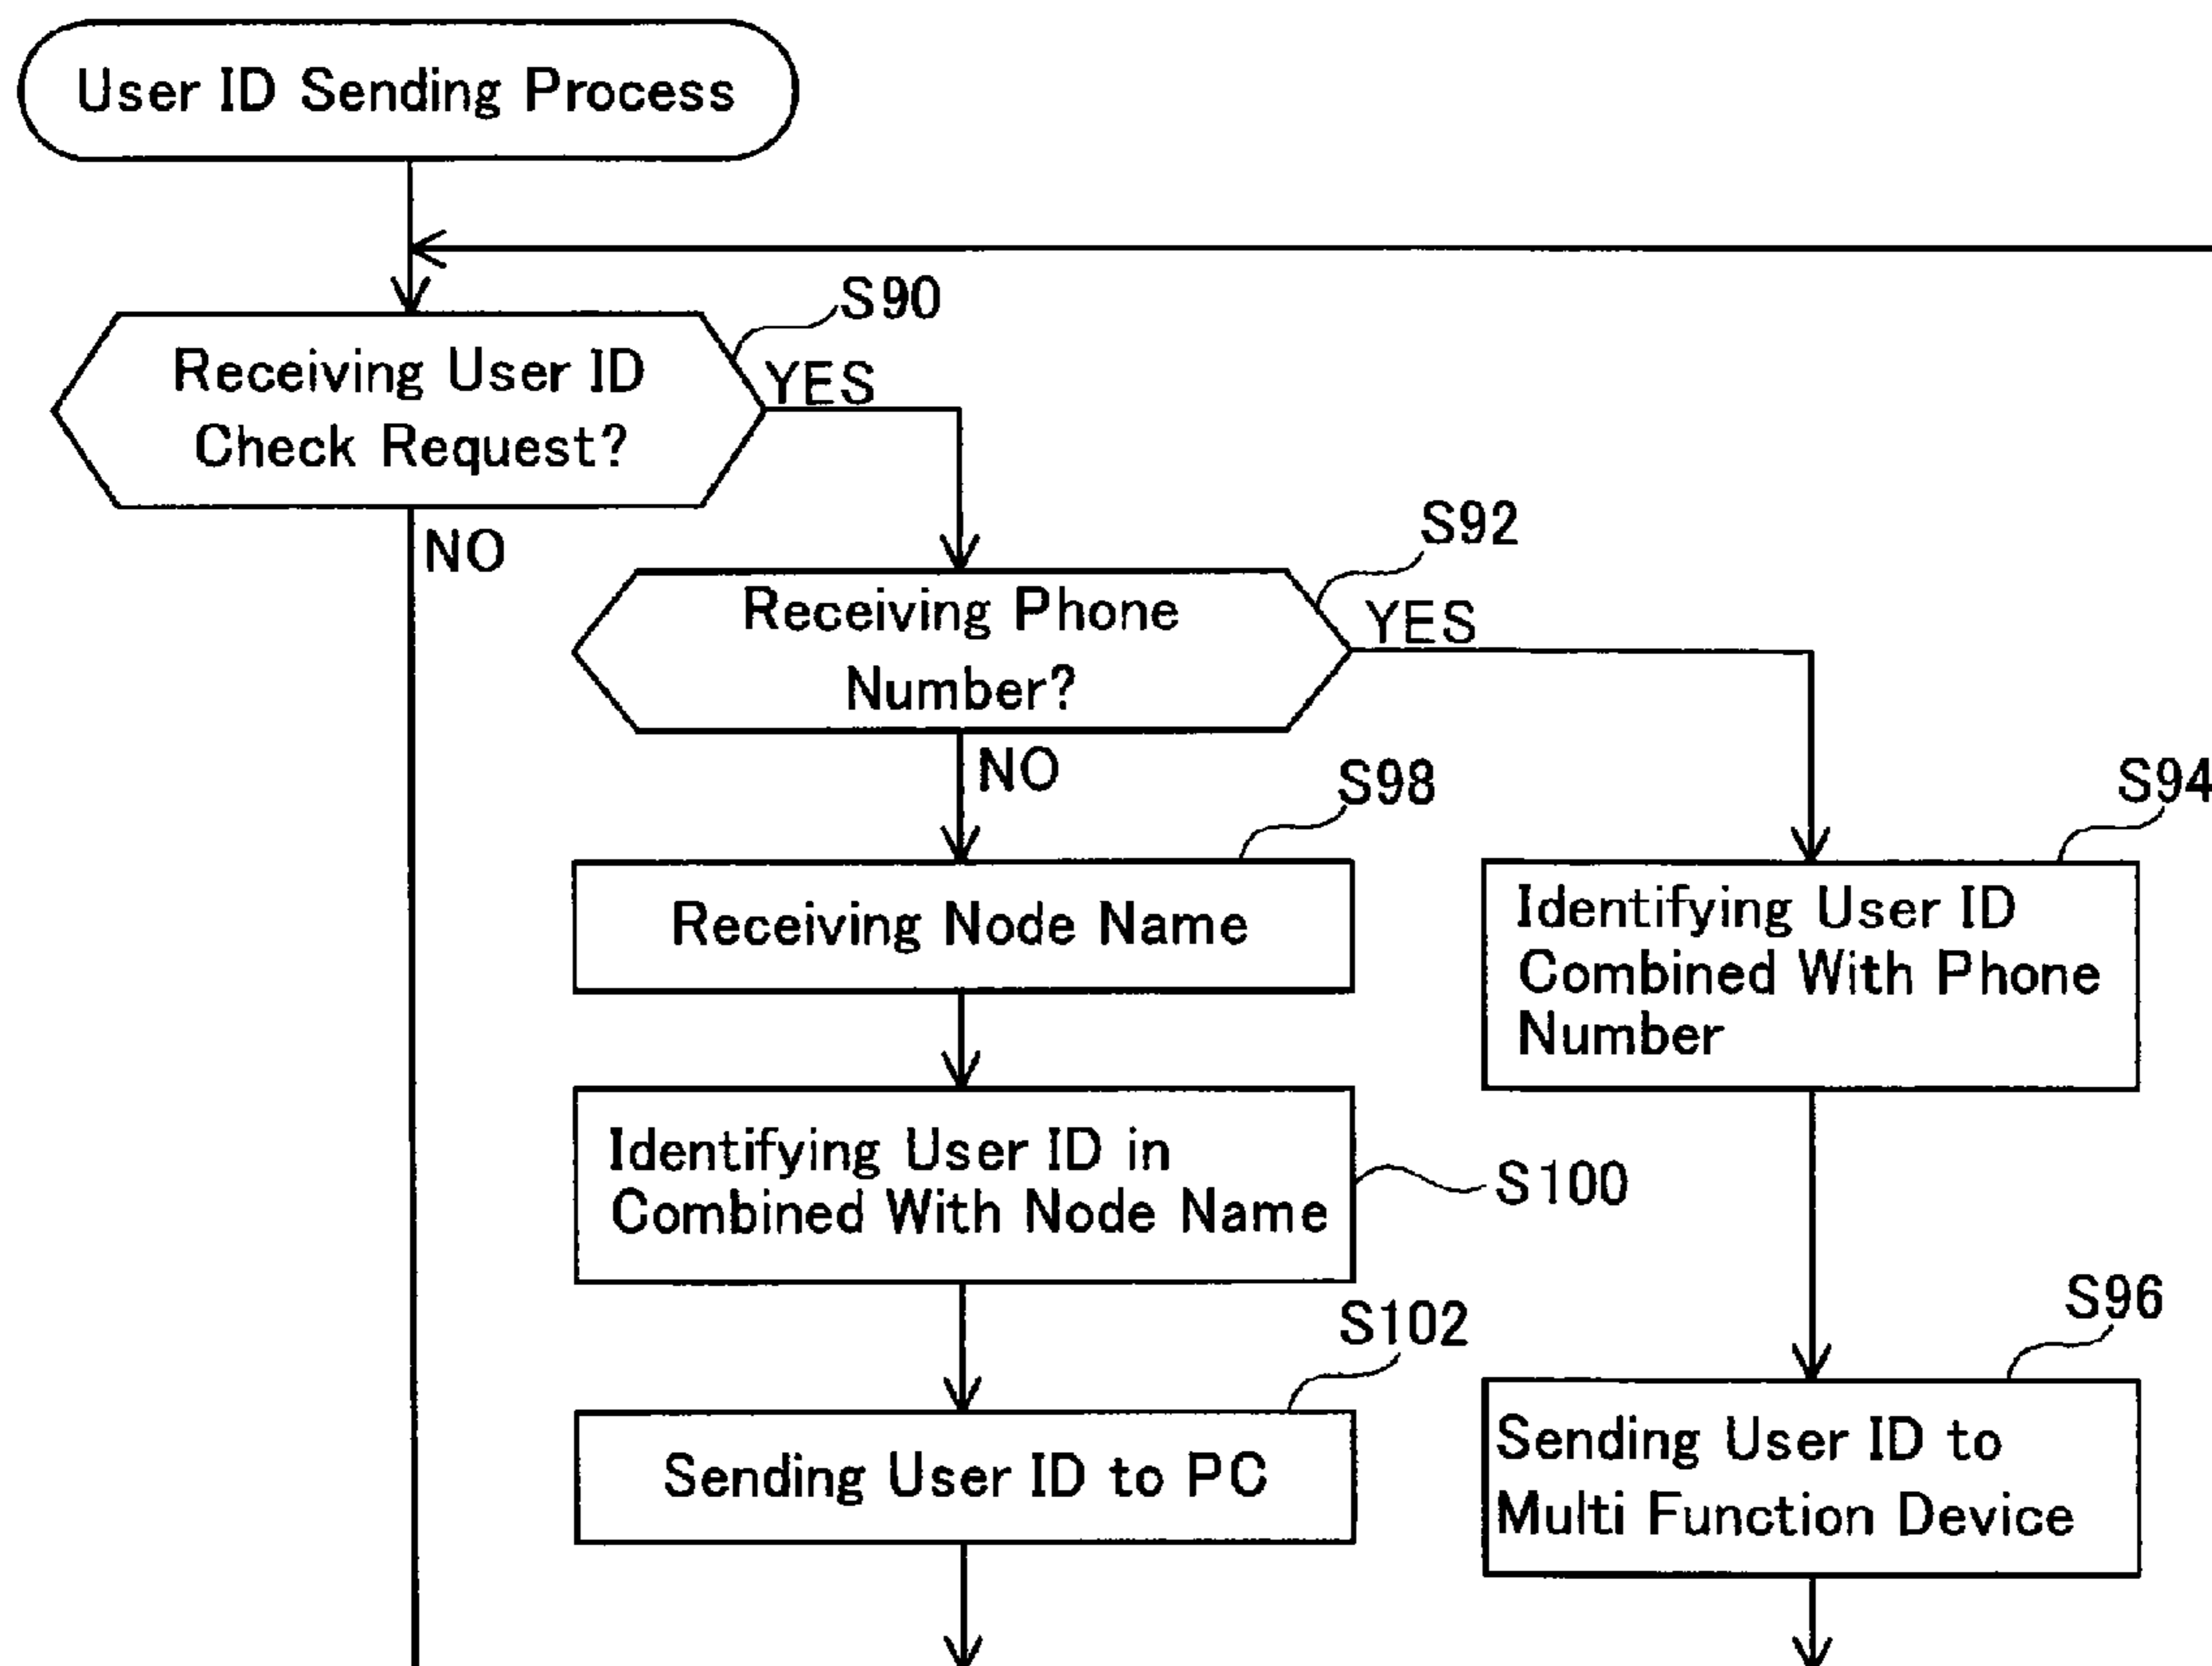 User ID Sending Process
S90
Receiving User ID
Check Request?
YES
NO
S92
Receiving Phone
Number?
YES
NO
S98
S94
Receiving Node Name
Identifying User ID
Combined With Phone
Number
Identifying User ID in
Combined With Node Name
S100
S102
S96
Sending User ID to PC
Sending User ID to
Multi Function Device